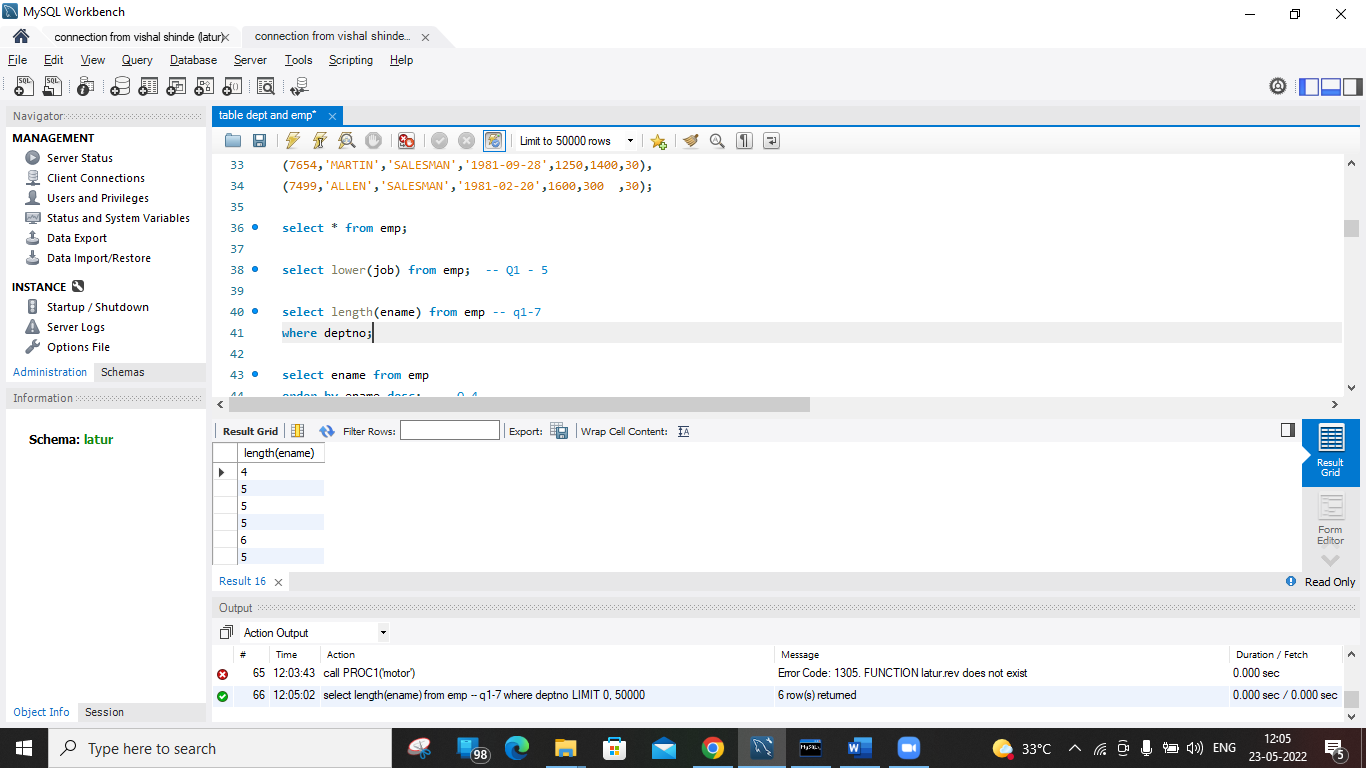 MySQL Workbench
connection from vishal shinde (latur)
connection from vishal shinde...
File Edit View Query Database Server Tools Scripting Help
Navigator
MANAGEMENT
Server Status
Client Connections
Users and Privileges
Status and System Variables
Data Export
Data Import/Restore
INSTANCE
Startup / Shutdown
Server Logs
Options File
Administration Schemas
Information
Schema: latur
Object Info Session
table dept and emp*
Limit to 50000 rows
33 (7654,'MARTIN','SALESMAN','1981-09-28',1250,1400,30),
34 (7499,'ALLEN','SALESMAN','1981-02-20',1600,300  ,30);
35
36 select * from emp;
37
38 select lower(job) from emp;  -- Q1 - 5
39
40 select length(ename) from emp -- q1-7
41 where deptno;
42
43 select ename from emp
44 order by ename desc;
Result Grid Filter Rows: Export: Wrap Cell Content:
length(ename)
4
5
5
5
6
5
Result Grid
Form Editor
Result 16
Read Only
Output
Action Output
# Time Action Message Duration / Fetch
65 12:03:43 call PROC1('motor') Error Code: 1305. FUNCTION latur.rev does not exist 0.000 sec
66 12:05:02 select length(ename) from emp -- q1-7 where deptno LIMIT 0, 50000 6 row(s) returned 0.000 sec / 0.000 sec
Type here to search
98
MySQL
33°C
ENG
12:05
23-05-2022
5